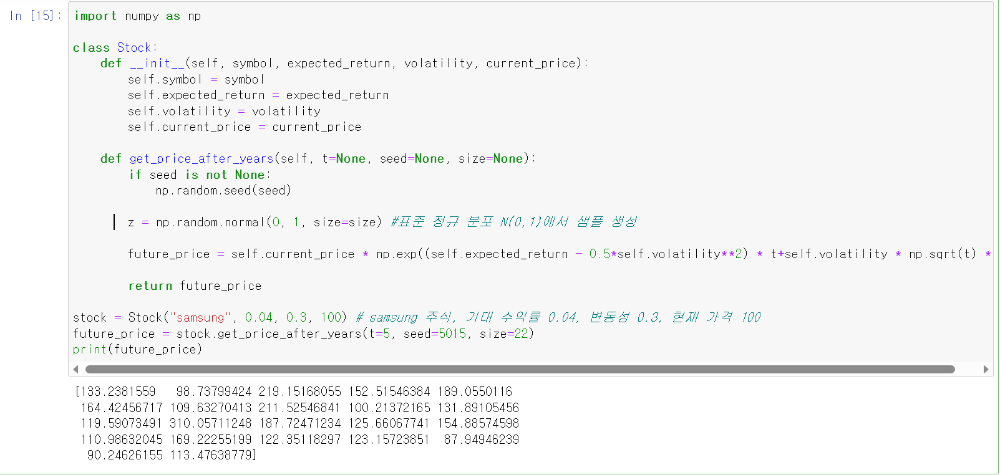 In [15]:
import numpy as np
class Stock:
    def __init__(self, symbol, expected_return, volatility, current_price):
        self.symbol = symbol
        self.expected_return = expected_return
        self.volatility = volatility
        self.current_price = current_price
    def get_price_after_years(self, t=None, seed=None, size=None):
        if seed is not None:
            np.random.seed(seed)
        z = np.random.normal(0, 1, size=size) #표준 정규 분포 N(0,1)에서 샘플 생성
        future_price = self.current_price * np.exp((self.expected_return - 0.5*self.volatility**2) * t+self.volatility * np.sqrt(t) *
        return future_price
stock = Stock("samsung", 0.04, 0.3, 100) # samsung 주식, 기대 수익률 0.04, 변동성 0.3, 현재 가격 100
future_price = stock.get_price_after_years(t=5, seed=5015, size=22)
print(future_price)
[133.2381559   98.73799424 219.15168055 152.51546384 189.0550116
 164.42456717 109.63270413 211.52546841 100.21372165 131.89105456
 119.59073491 310.05711248 187.72471234 125.66067741 154.88574598
 110.98632045 169.22255199 122.35118297 123.15723851  87.94946239
  90.24626155 113.47638779]